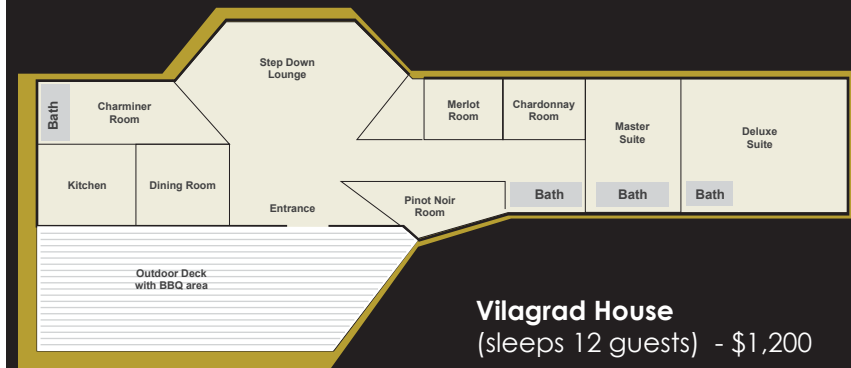 Step Down
Lounge
Bath
Charminer
Room
Merlot
Room
Chardonnay
Room
Master
Suite
Deluxe
Suite
Kitchen
Dining Room
Entrance
Pinot Noir
Room
Bath
Bath
Bath
Outdoor Deck
with BBQ area
Vilagrad House
(sleeps 12 guests) - $1,200